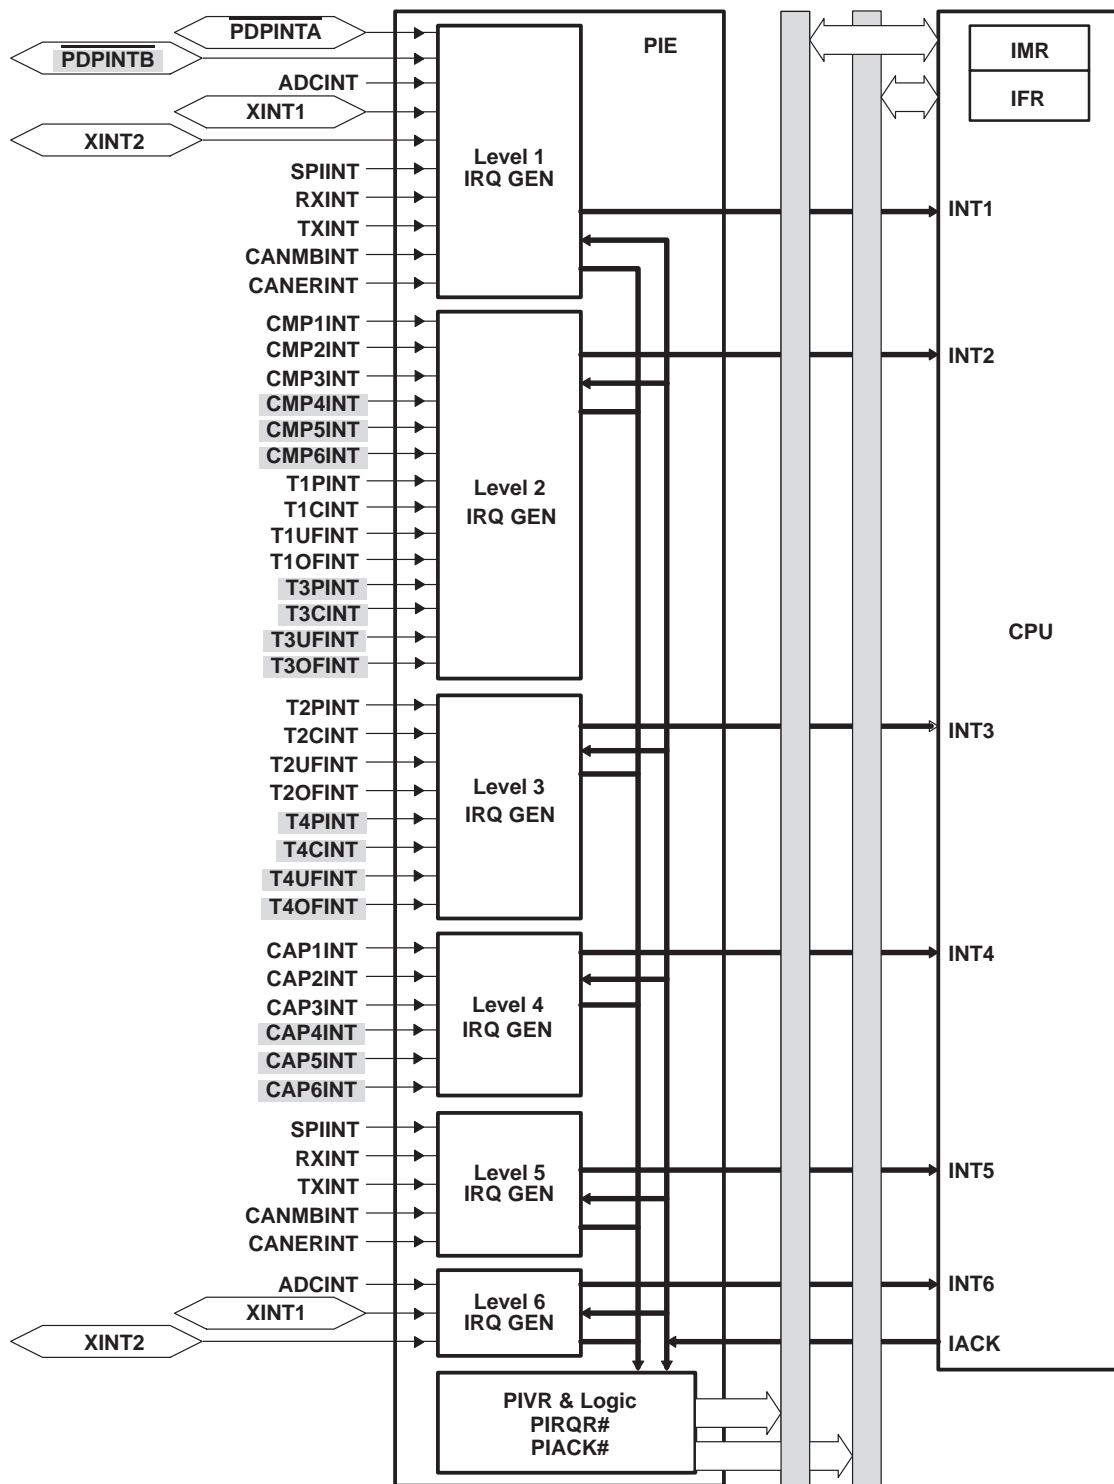 PDPINTA
PDPINTB
ADCINT
XINT1
XINT2
SPIINT
RXINT
TXINT
CANMBINT
CANERINT
Level 1
IRQ GEN
CMP1INT
CMP2INT
CMP3INT
CMP4INT
CMP5INT
CMP6INT
T1PINT
T1CINT
T1UFINT
T1OFINT
T3PINT
T3CINT
T3UFINT
T3OFINT
Level 2
IRQ GEN
T2PINT
T2CINT
T2UFINT
T2OFINT
T4PINT
T4CINT
T4UFINT
T4OFINT
Level 3
IRQ GEN
CAP1INT
CAP2INT
CAP3INT
CAP4INT
CAP5INT
CAP6INT
Level 4
IRQ GEN
SPIINT
RXINT
TXINT
CANMBINT
CANERINT
Level 5
IRQ GEN
ADCINT
XINT1
XINT2
Level 6
IRQ GEN
PIVR & Logic
PIRQR#
PIACK#
PIE
IMR
IFR
INT1
INT2
CPU
INT3
INT4
INT5
INT6
IACK